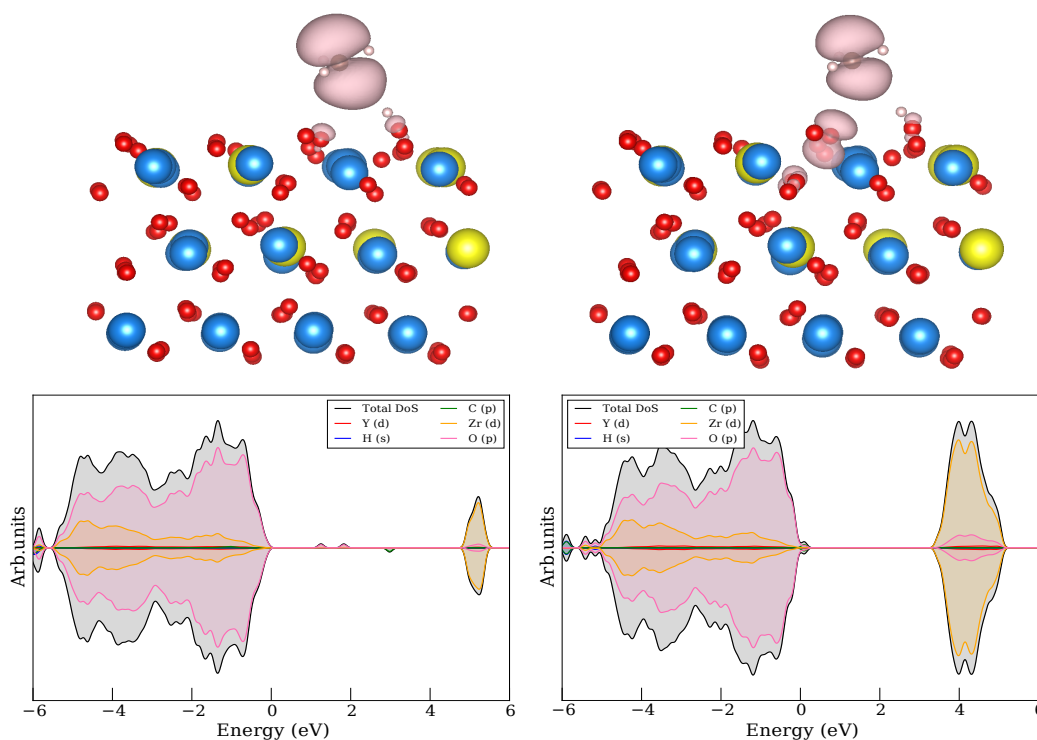 Total DoS C (p)
Y (d) Zr (d)
H (s) O (p)
Arb.units
−6 −4 −2 0 2 4 6
Energy (eV)
Total DoS C (p)
Y (d) Zr (d)
H (s) O (p)
Arb.units
−6 −4 −2 0 2 4 6
Energy (eV)